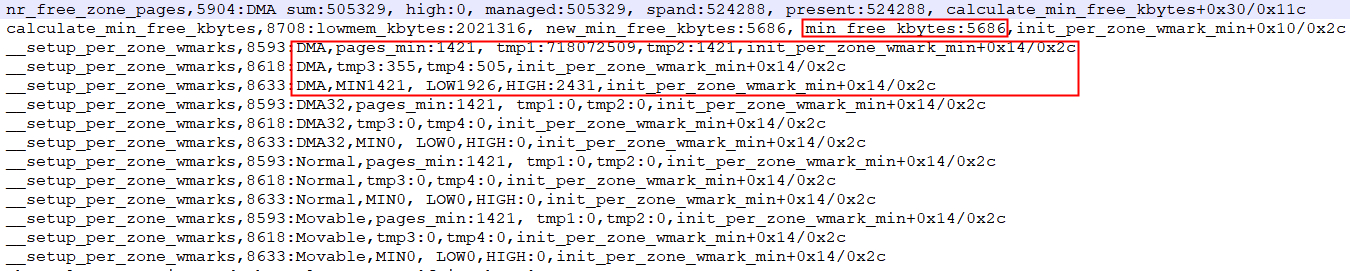 nr_free_zone_pages,5904:DMA sum:505329, high:0, managed:505329, spand:524288, present:524288, calculate_min_free_kbytes+0x30/0x11c
calculate_min_free_kbytes,8708:lowmem_kbytes:2021316, new_min_free_kbytes:5686, min_free_kbytes:5686,init_per_zone_wmark_min+0x10/0x2c
__setup_per_zone_wmarks,8593:DMA,pages_min:1421, tmp1:718072509,tmp2:1421,init_per_zone_wmark_min+0x14/0x2c
__setup_per_zone_wmarks,8618:DMA,tmp3:355,tmp4:505,init_per_zone_wmark_min+0x14/0x2c
__setup_per_zone_wmarks,8633:DMA,MIN1421, LOW1926,HIGH:2431,init_per_zone_wmark_min+0x14/0x2c
__setup_per_zone_wmarks,8593:DMA32,pages_min:1421, tmp1:0,tmp2:0,init_per_zone_wmark_min+0x14/0x2c
__setup_per_zone_wmarks,8618:DMA32,tmp3:0,tmp4:0,init_per_zone_wmark_min+0x14/0x2c
__setup_per_zone_wmarks,8633:DMA32,MIN0, LOW0,HIGH:0,init_per_zone_wmark_min+0x14/0x2c
__setup_per_zone_wmarks,8593:Normal,pages_min:1421, tmp1:0,tmp2:0,init_per_zone_wmark_min+0x14/0x2c
__setup_per_zone_wmarks,8618:Normal,tmp3:0,tmp4:0,init_per_zone_wmark_min+0x14/0x2c
__setup_per_zone_wmarks,8633:Normal,MIN0, LOW0,HIGH:0,init_per_zone_wmark_min+0x14/0x2c
__setup_per_zone_wmarks,8593:Movable,pages_min:1421, tmp1:0,tmp2:0,init_per_zone_wmark_min+0x14/0x2c
__setup_per_zone_wmarks,8618:Movable,tmp3:0,tmp4:0,init_per_zone_wmark_min+0x14/0x2c
__setup_per_zone_wmarks,8633:Movable,MIN0, LOW0,HIGH:0,init_per_zone_wmark_min+0x14/0x2c